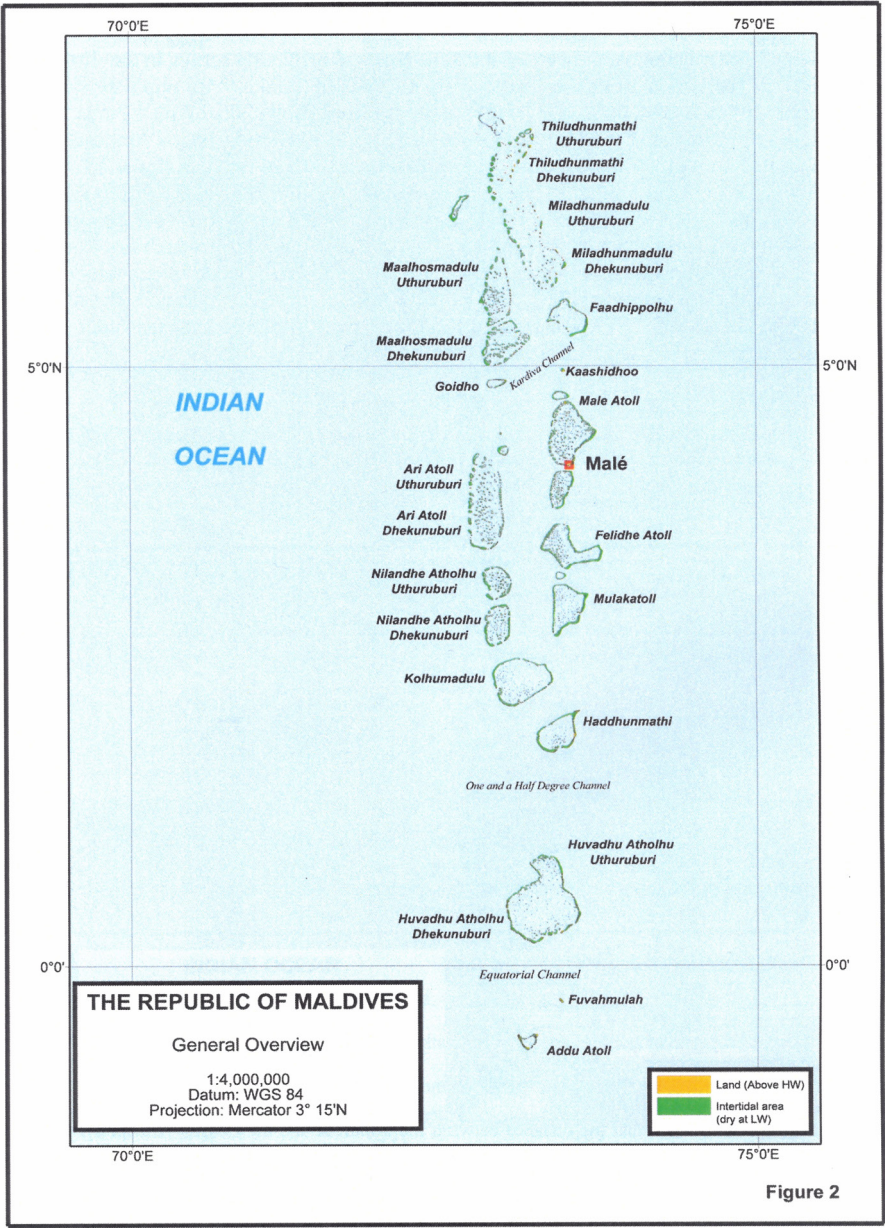 70°0'E
75°0'E
Thiludhunmathi
Uthuruburi
Thiludhunmathi
Dhekunuburi
Miladhunmadulu
Uthuruburi
Miladhunmadulu
Dhekunuburi
Maalhosmadulu
Uthuruburi
Faadhippolhu
Maalhosmadulu
Dhekunuburi
Kardiva Channel
5°0'N
5°0'N
Kaashidhoo
Goidho
Male Atoll
INDIAN
OCEAN
Malé
Ari Atoll
Uthuruburi
Ari Atoll
Dhekunuburi
Felidhe Atoll
Nilandhe Atholhu
Uthuruburi
Mulakatoll
Nilandhe Atholhu
Dhekunuburi
Kolhumadulu
Haddhunmathi
One and a Half Degree Channel
Huvadhu Atholhu
Uthuruburi
Huvadhu Atholhu
Dhekunuburi
0°0'
0°0'
Equatorial Channel
Fuvahmulah
Addu Atoll
THE REPUBLIC OF MALDIVES
General Overview
1:4,000,000
Datum: WGS 84
Projection: Mercator 3° 15'N
Land (Above HW)
Intertidal area
(dry at LW)
70°0'E
75°0'E
Figure 2